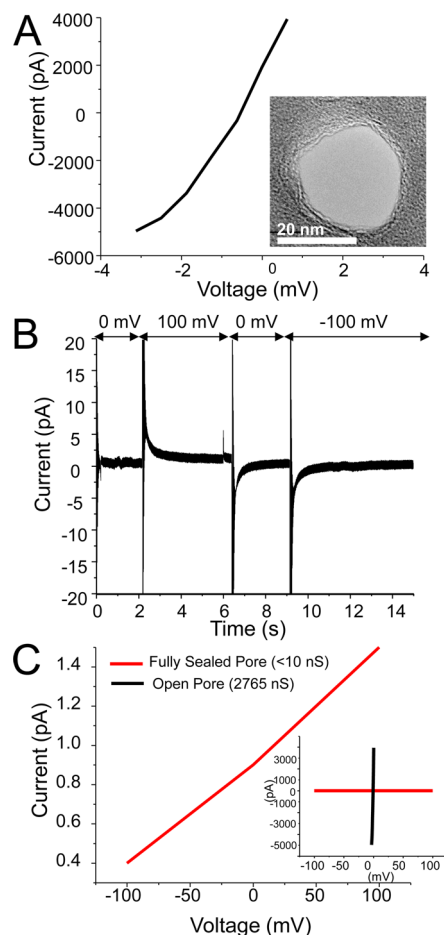 A
Current (pA)
4000
2000
0
-2000
-4000
-6000
20 nm
-4
-2
0
2
4
Voltage (mV)
B
0 mV
100 mV
0 mV
-100 mV
Current (pA)
20
15
10
5
0
-5
-10
-15
-20
0
2
4
6
8
10
12
14
Time (s)
C
Current (pA)
1.4
1.2
1.0
0.8
0.6
0.4
Fully Sealed Pore (<10 nS)
Open Pore (2765 nS)
(pA)
3000
2000
1000
0
-1000
-2000
-3000
-4000
-5000
-100
-50
0
50
100
(mV)
-100
-50
0
50
100
Voltage (mV)